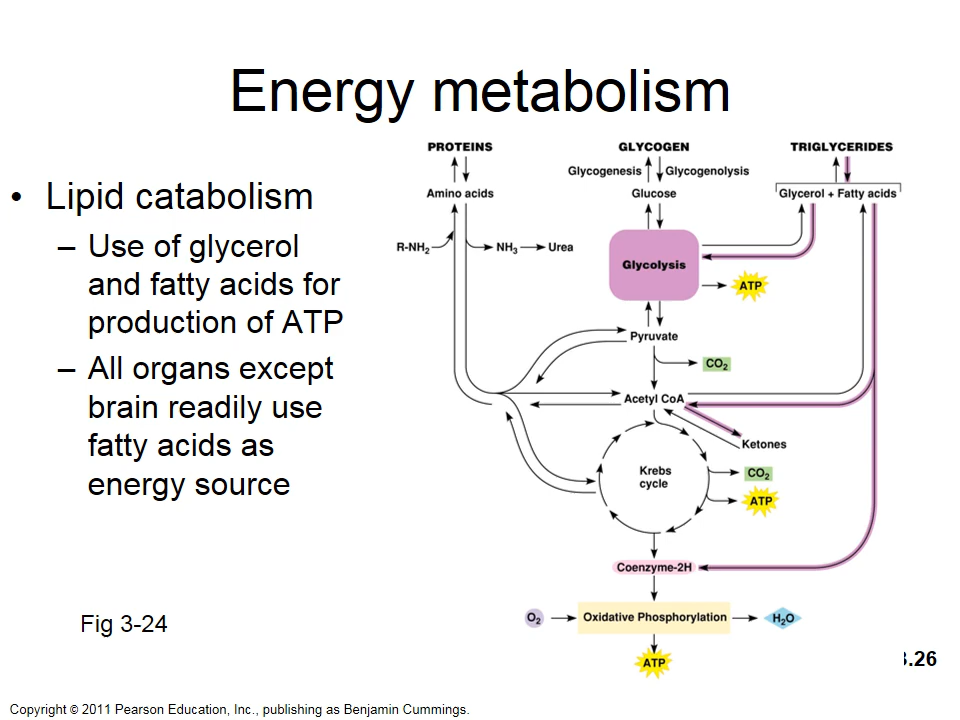 Energy metabolism
• Lipid catabolism
– Use of glycerol
and fatty acids for
production of ATP
– All organs except
brain readily use
fatty acids as
energy source
Fig 3-24
PROTEINS
GLYCOGEN
TRIGLYCERIDES
Glycogenesis
Glycogenolysis
Amino acids
Glucose
Glycerol + Fatty acids
R-NH₂
NH₃
Urea
Glycolysis
ATP
Pyruvate
CO₂
Acetyl CoA
Ketones
Krebs
cycle
CO₂
ATP
Coenzyme-2H
O₂
Oxidative Phosphorylation
H₂O
ATP
.26
Copyright © 2011 Pearson Education, Inc., publishing as Benjamin Cummings.